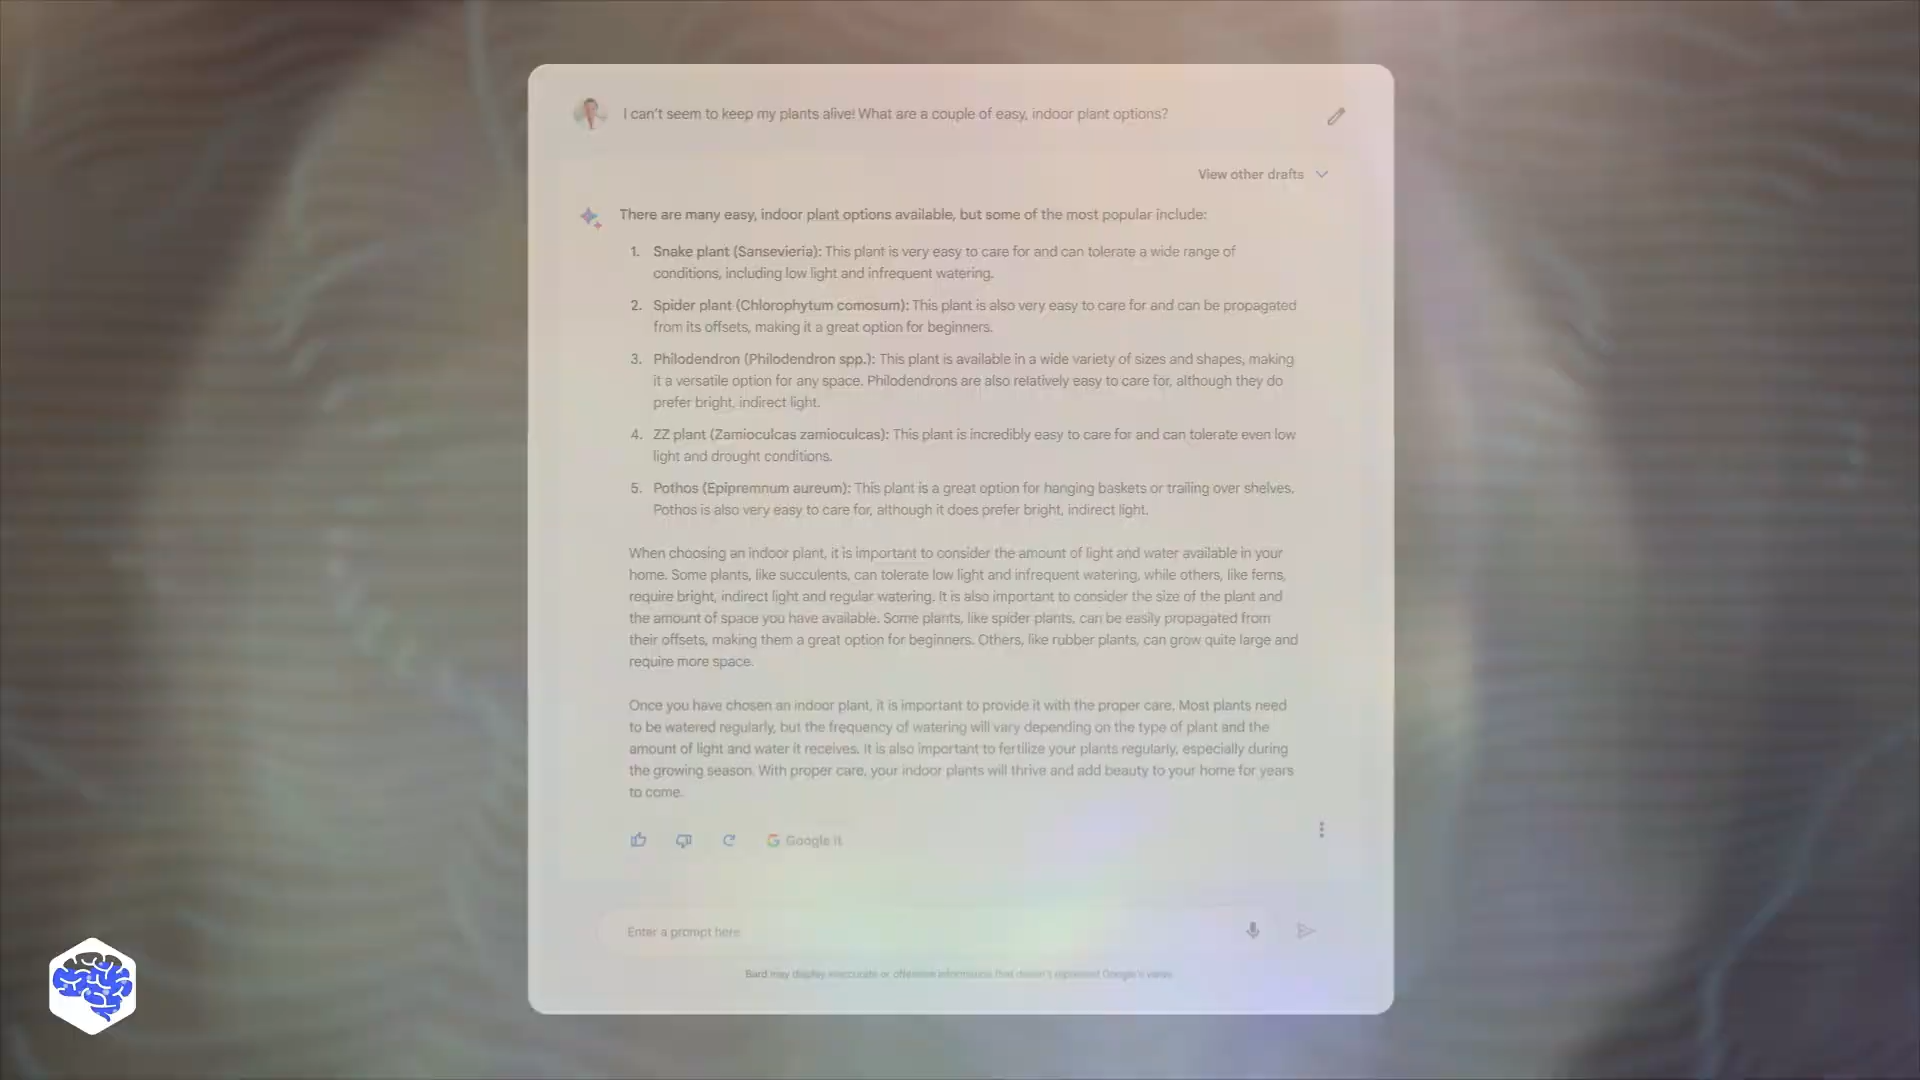 I can't seem to keep my plants alive! What are a couple of easy, indoor plant options?
View other drafts
There are many easy, indoor plant options available, but some of the most popular include:
1. Snake plant (Sansevieria): This plant is very easy to care for and can tolerate a wide range of
conditions, including low light and infrequent watering.
2. Spider plant (Chlorophytum comosum): This plant is also very easy to care for and can be propagated
from its offsets, making it a great option for beginners.
3. Philodendron (Philodendron spp.): This plant is available in a wide variety of sizes and shapes, making
it a versatile option for any space. Philodendrons are also relatively easy to care for, although they do
prefer bright, indirect light.
4. ZZ plant (Zamioculcas zamioculcas): This plant is incredibly easy to care for and can tolerate even low
light and drought conditions.
5. Pothos (Epipremnum aureum): This plant is a great option for hanging baskets or trailing over shelves.
Pothos is also very easy to care for, although it does prefer bright, indirect light.
When choosing an indoor plant, it is important to consider the amount of light and water available in your
home. Some plants, like succulents, can tolerate low light and infrequent watering, while others, like ferns,
require bright, indirect light and regular watering. It is also important to consider the size of the plant and
the amount of space you have available. Some plants, like spider plants, can be easily propagated from
their offsets, making them a great option for beginners. Others, like rubber plants, can grow quite large and
require more space.
Once you have chosen an indoor plant, it is important to provide it with the proper care. Most plants need
to be watered regularly, but the frequency of watering will vary depending on the type of plant and the
amount of light and water it receives. It is also important to fertilize your plants regularly, especially during
the growing season. With proper care, your indoor plants will thrive and add beauty to your home for years
to come.
Google it
Enter a prompt here
Bard may display inaccurate or offensive information that doesn't represent Google's views.